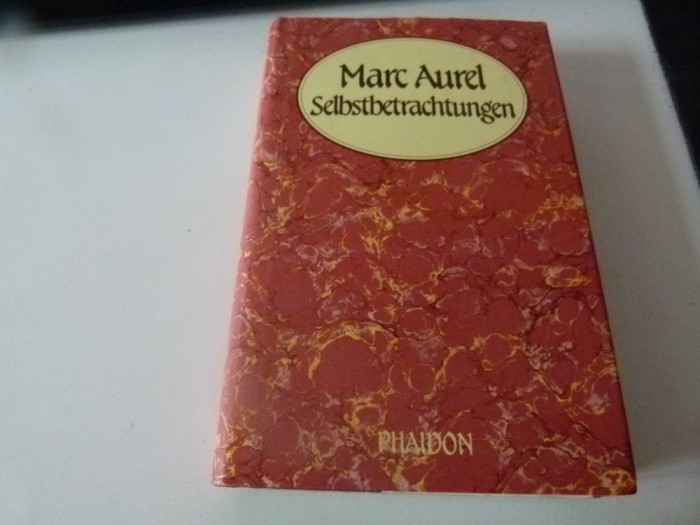 Marc Aurel
Selbstbetrachtungen
PHAIDON